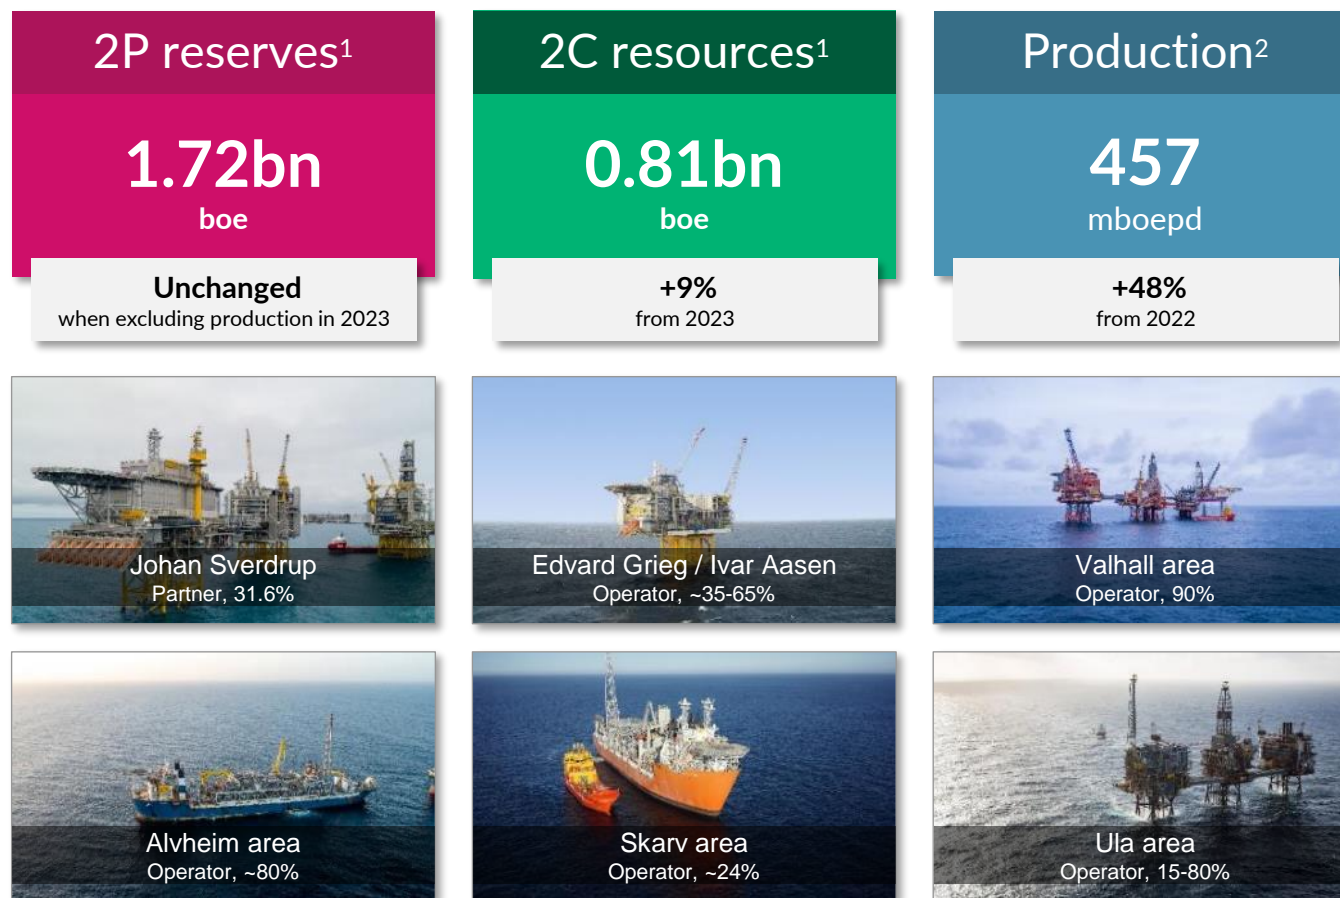 2P reserves1
1.72bn
boe
Unchanged
when excluding production in 2023
2C resources1
0.81bn
boe
+9%
from 2023
Production2
457
mboepd
+48%
from 2022
Johan Sverdrup
Partner, 31.6%
Edvard Grieg / Ivar Aasen
Operator, ~35-65%
Valhall area
Operator, 90%
Alvheim area
Operator, ~80%
Skarv area
Operator, ~24%
Ula area
Operator, 15-80%